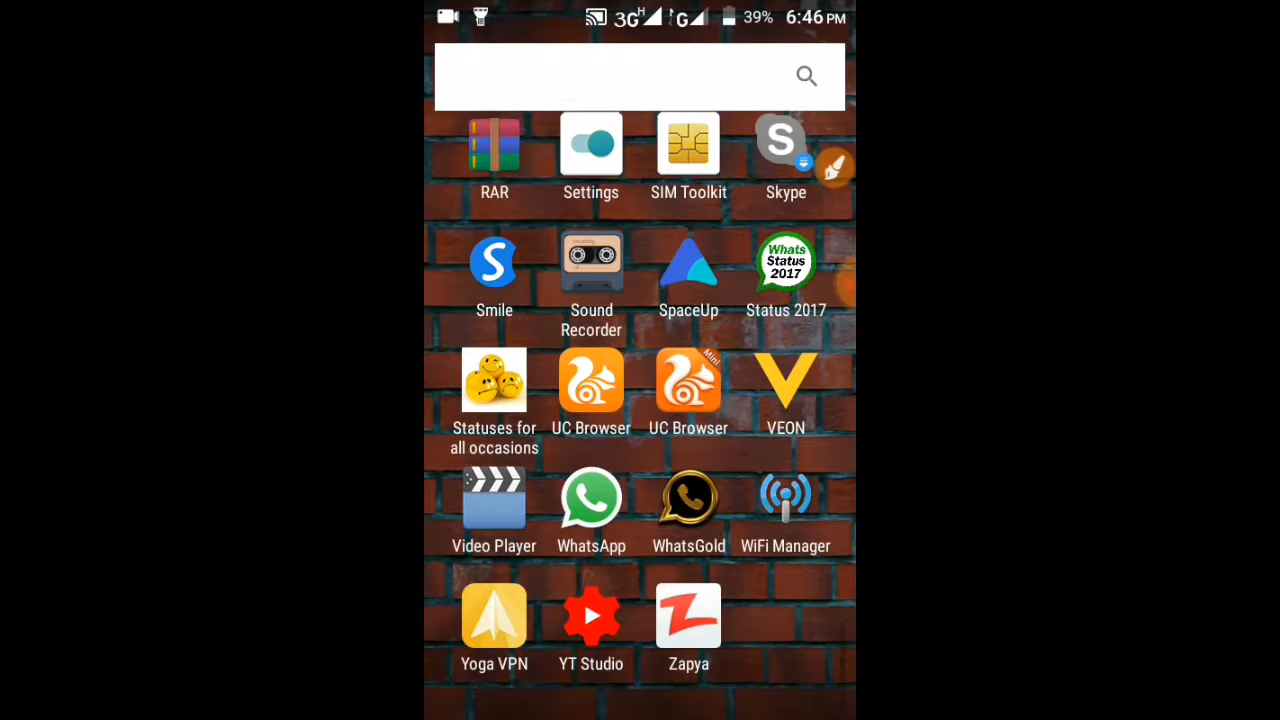 3G H G 39% 6:46 PM
RAR Settings SIM Toolkit S Skype
S Smile
Sound
Recorder
SpaceUp
Whats
Status
2017
Status 2017
Statuses for
all occasions
UC Browser
Mini
UC Browser
VEON
Video Player WhatsApp WhatsGold WiFi Manager
Yoga VPN YT Studio Zapya